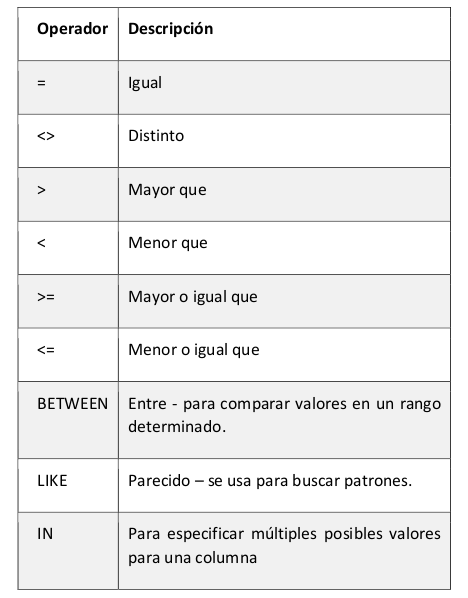 Operador Descripción
= Igual
<> Distinto
> Mayor que
< Menor que
>= Mayor o igual que
<= Menor o igual que
BETWEEN Entre - para comparar valores en un rango
determinado.
LIKE Parecido – se usa para buscar patrones.
IN Para especificar múltiples posibles valores
para una columna